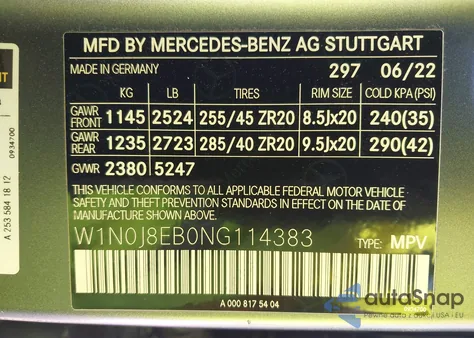 MFD BY MERCEDES-BENZ AG STUTTGART
MADE IN GERMANY 297 06/22
KG LB TIRES RIM SIZE COLD KPA (PSI)
GAWR FRONT 1145 2524 255/45 ZR20 8.5Jx20 240(35)
GAWR REAR 1235 2723 285/40 ZR20 9.5Jx20 290(42)
GVWR 2380 5247
THIS VEHICLE CONFORMS TO ALL APPLICABLE FEDERAL MOTOR VEHICLE
SAFETY AND THEFT PREVENTION STANDARDS IN EFFECT ON THE DATE
OF MANUFACTURE SHOWN ABOVE.
W1N0J8EB0NG114383 TYPE: MPV
A 000 817 54 04
0934700
A 253 584 18 12
autoSnap